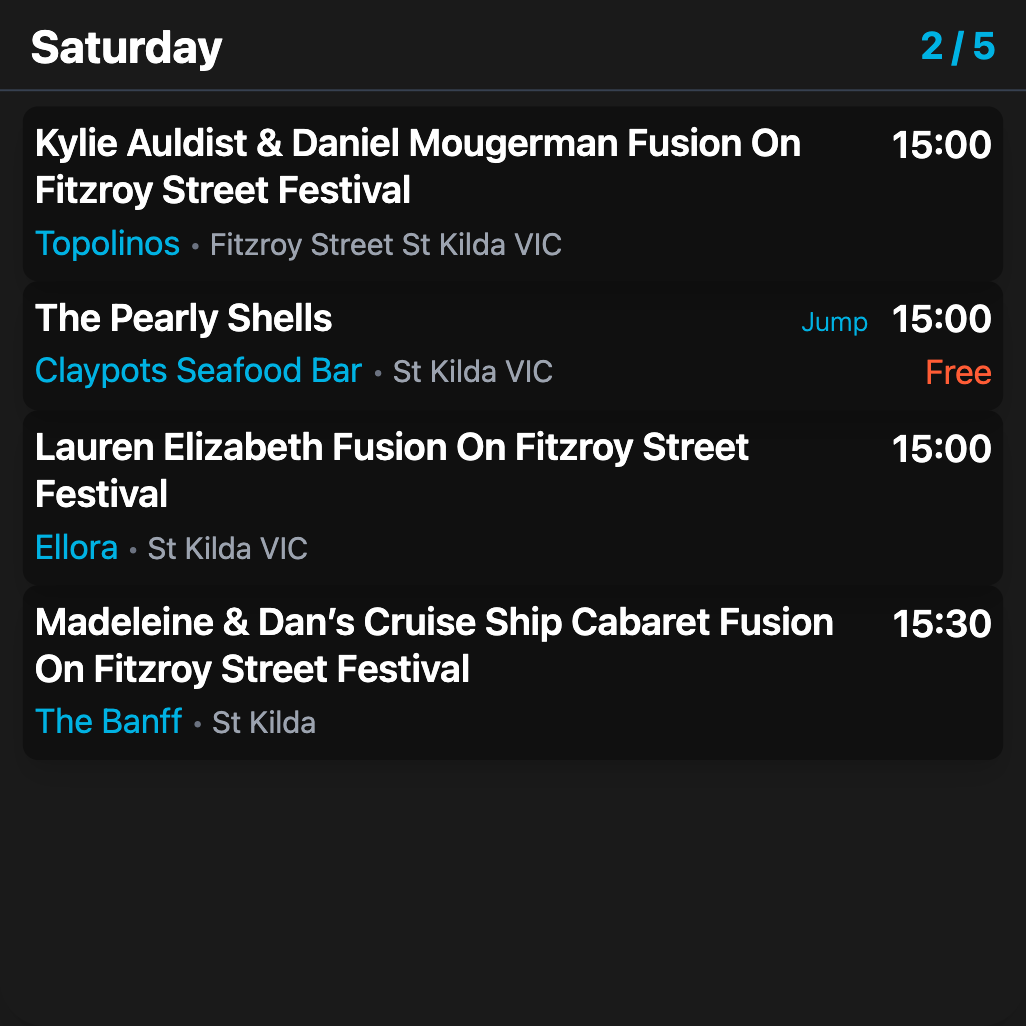 Saturday 2 / 5
Kylie Auldist & Daniel Mougerman Fusion On 15:00
Fitzroy Street Festival
Topolinos • Fitzroy Street St Kilda VIC
The Pearly Shells Jump 15:00
Claypots Seafood Bar • St Kilda VIC Free
Lauren Elizabeth Fusion On Fitzroy Street 15:00
Festival
Ellora • St Kilda VIC
Madeleine & Dan’s Cruise Ship Cabaret Fusion 15:30
On Fitzroy Street Festival
The Banff • St Kilda